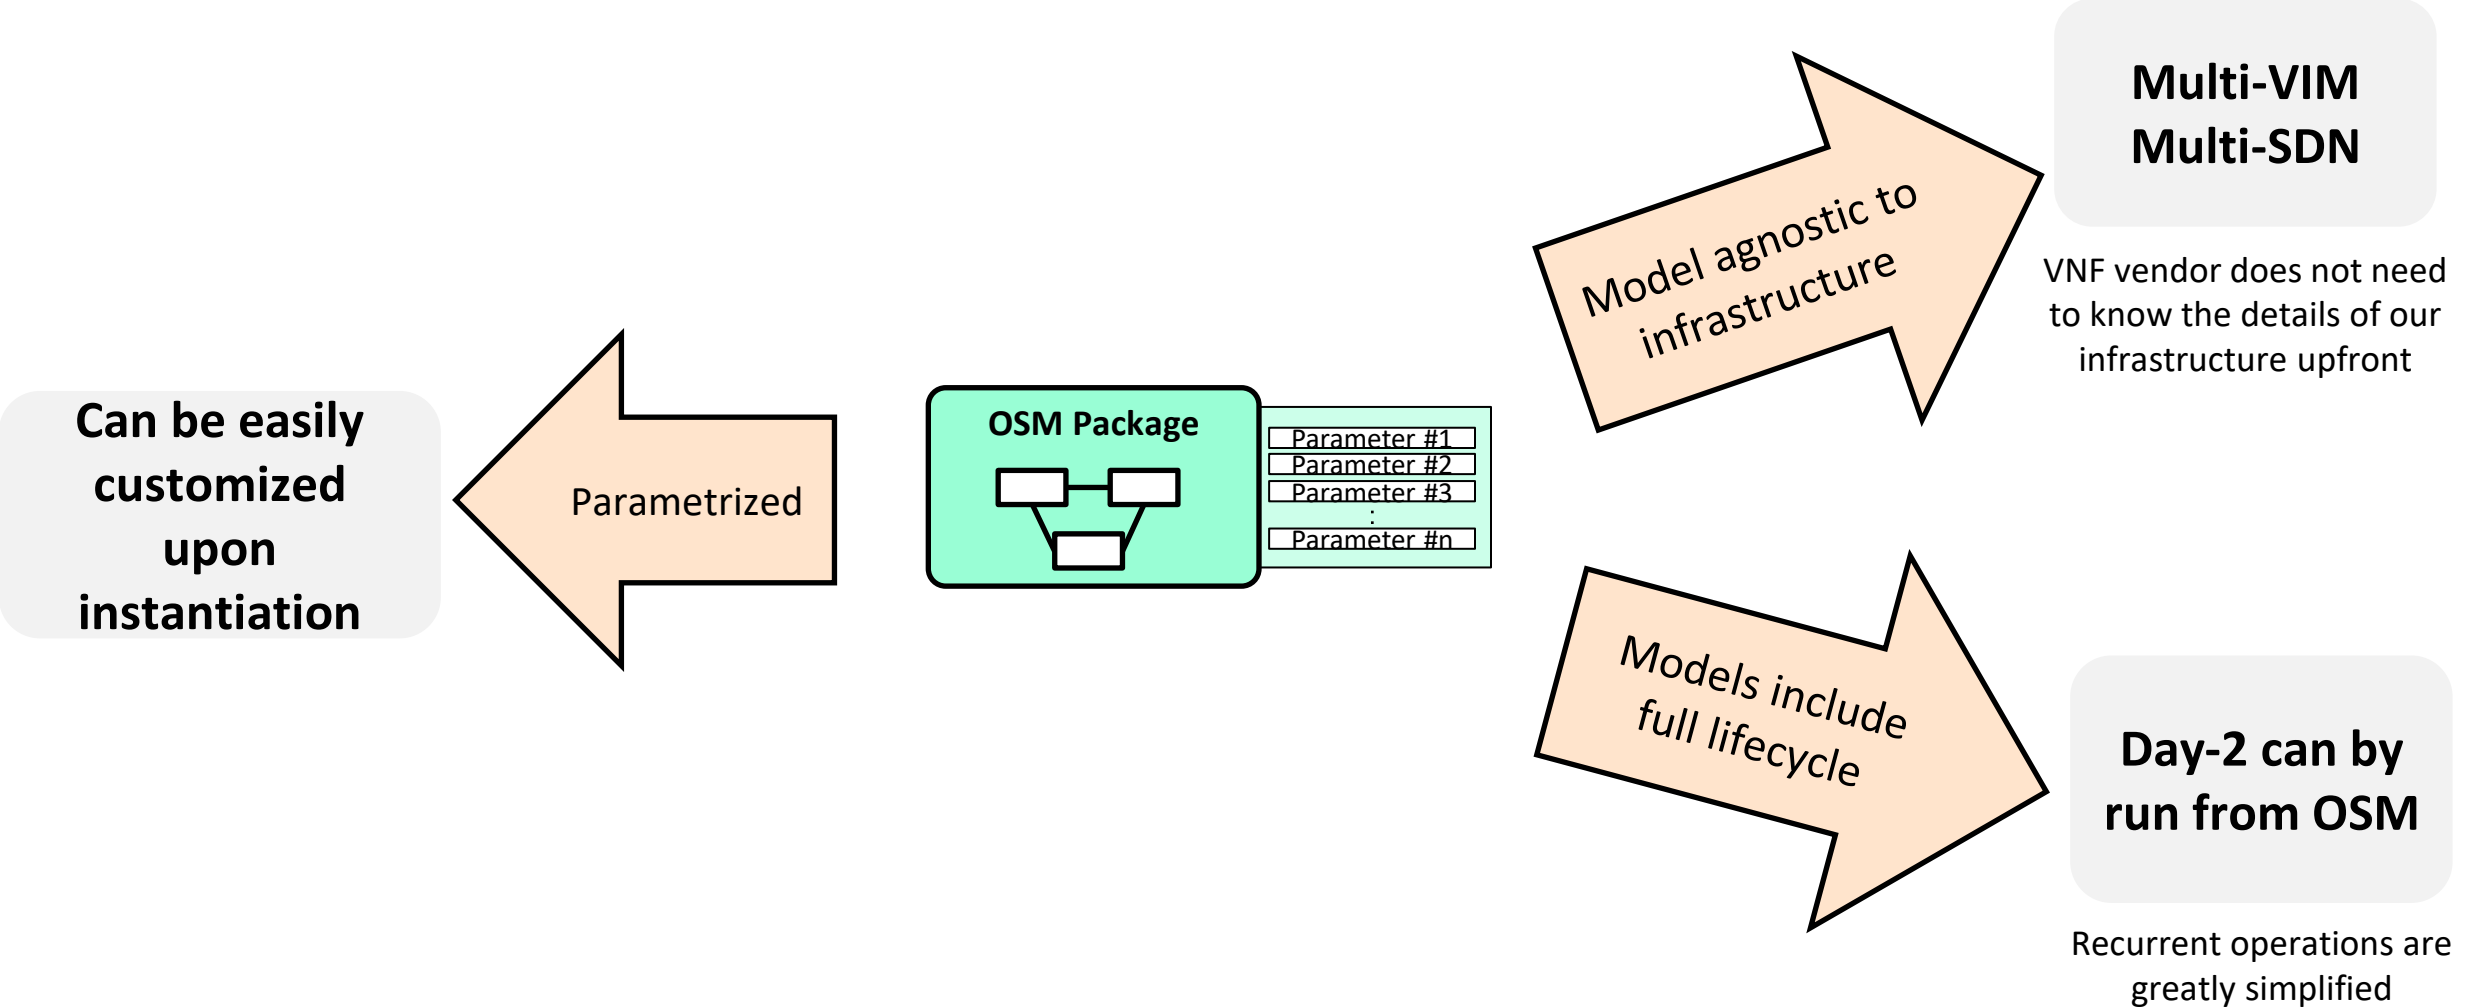 Can be easily
customized
upon
instantiation
Parametrized
OSM Package
Parameter #1
Parameter #2
Parameter #3
:
Parameter #n
Model agnostic to
infrastructure
Multi-VIM
Multi-SDN
VNF vendor does not need
to know the details of our
infrastructure upfront
Models include
full lifecycle
Day-2 can by
run from OSM
Recurrent operations are
greatly simplified